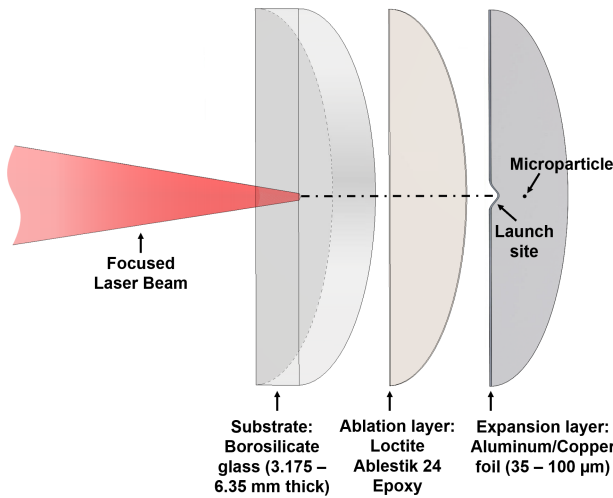 Microparticle
Launch
site
Focused
Laser Beam
Substrate:
Borosilicate
glass (3.175 –
6.35 mm thick)
Ablation layer:
Loctite
Ablestik 24
Epoxy
Expansion layer:
Aluminum/Copper
foil (35 – 100 µm)